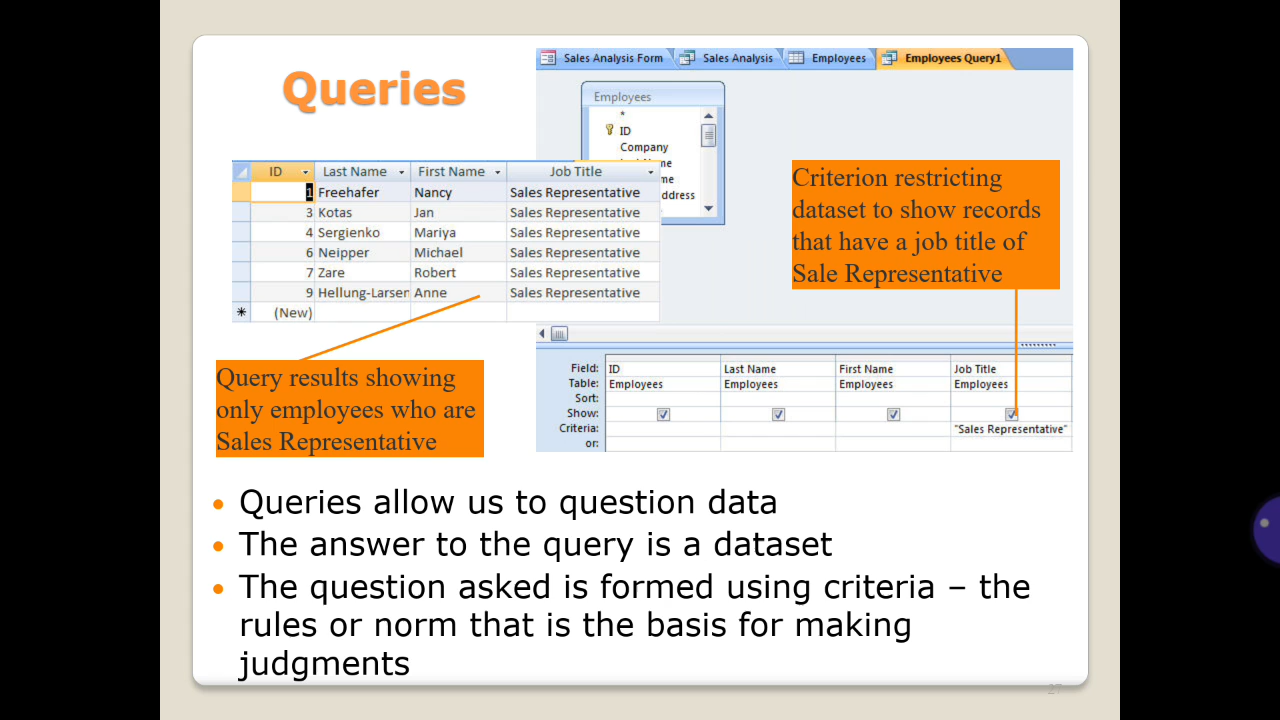 Queries
Sales Analysis Form
Sales Analysis
Employees
Employees Query1
Employees
*
ID
Company
address
ID Last Name First Name Job Title
1 Freehafer Nancy Sales Representative
3 Kotas Jan Sales Representative
4 Sergienko Mariya Sales Representative
6 Neipper Michael Sales Representative
7 Zare Robert Sales Representative
9 Hellung-Larsen Anne Sales Representative
* (New)
Criterion restricting
dataset to show records
that have a job title of
Sale Representative
Query results showing
only employees who are
Sales Representative
Field: ID Last Name First Name Job Title
Table: Employees Employees Employees Employees
Sort:
Show:
Criteria: "Sales Representative"
or:
• Queries allow us to question data
• The answer to the query is a dataset
• The question asked is formed using criteria – the
rules or norm that is the basis for making
judgments
27